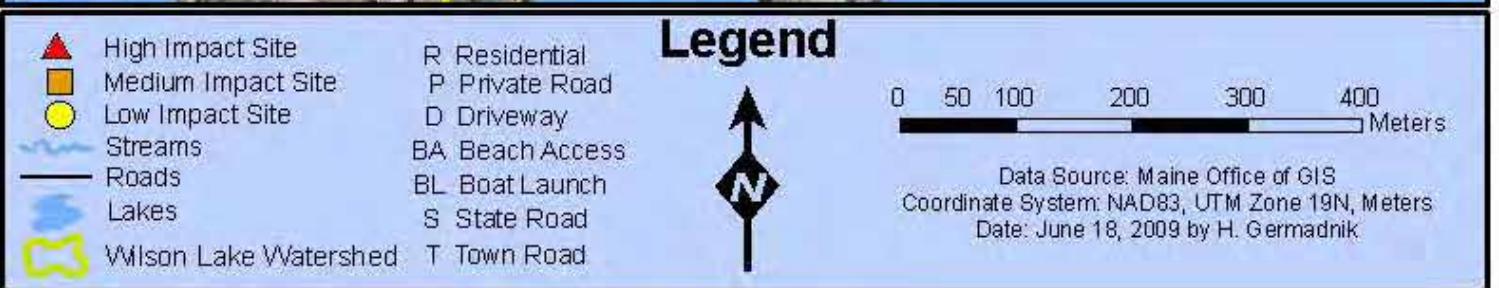 Legend
High Impact Site
Medium Impact Site
Low Impact Site
Streams
Roads
Lakes
Wilson Lake Watershed
R Residential
P Private Road
D Driveway
BA Beach Access
BL Boat Launch
S State Road
T Town Road
N
0 50 100 200 300 400
Meters
Data Source: Maine Office of GIS
Coordinate System: NAD83, UTM Zone 19N, Meters
Date: June 18, 2009 by H. Germadnik